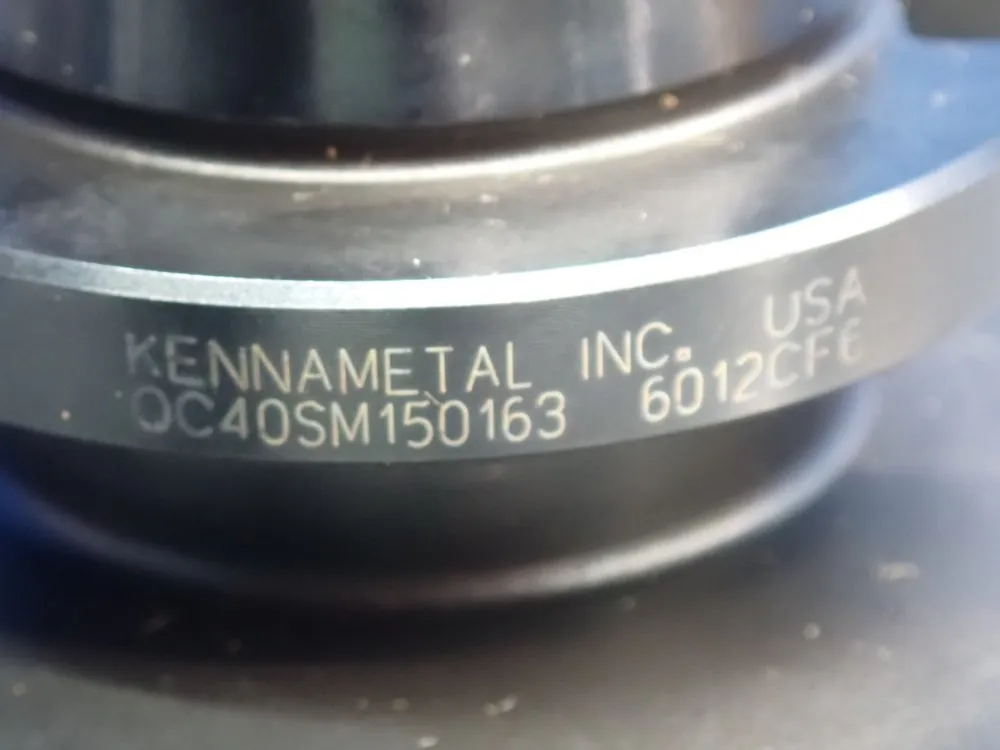 KENNAMETAL INC. USA
QC40SM150163 6012CF6